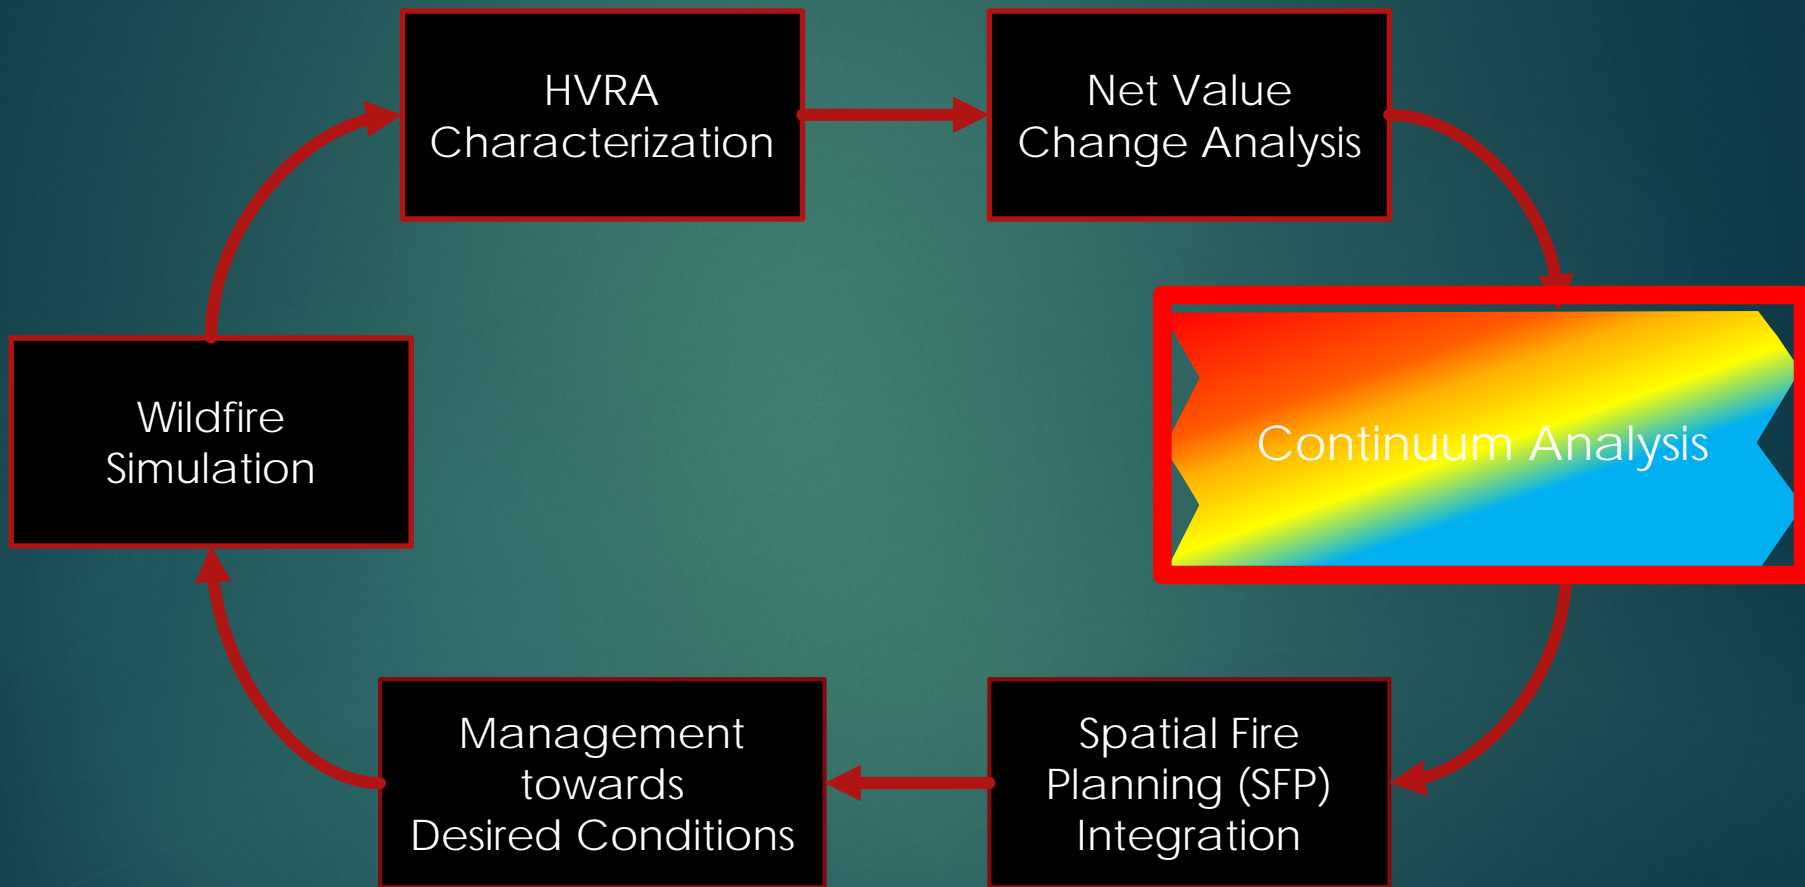 HVRA
Characterization
Net Value
Change Analysis
Wildfire
Simulation
Continuum Analysis
Management
towards
Desired Conditions
Spatial Fire
Planning (SFP)
Integration